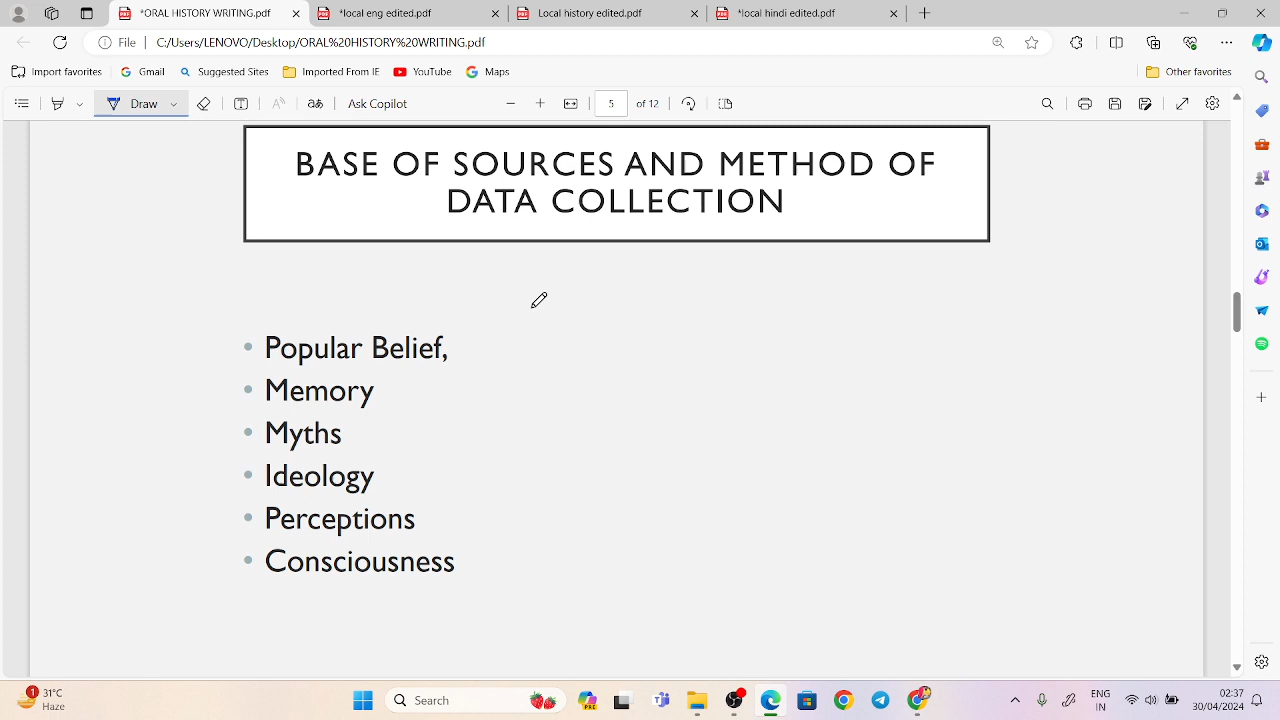 *ORAL HISTORY WRITING.pdf
*local eng edited.pdf
Local history edited.pdf
*local hindi edited.pdf
File
C:/Users/LENOVO/Desktop/ORAL%20HISTORY%20WRITING.pdf
Import favorites
Gmail
Suggested Sites
Imported From IE
YouTube
Maps
Other favorites
Draw
Ask Copilot
5
of 12
BASE OF SOURCES AND METHOD OF
DATA COLLECTION
• Popular Belief,
• Memory
• Myths
• Ideology
• Perceptions
• Consciousness
1
31°C
Haze
Search
PRE
ENG
IN
30/04/2024